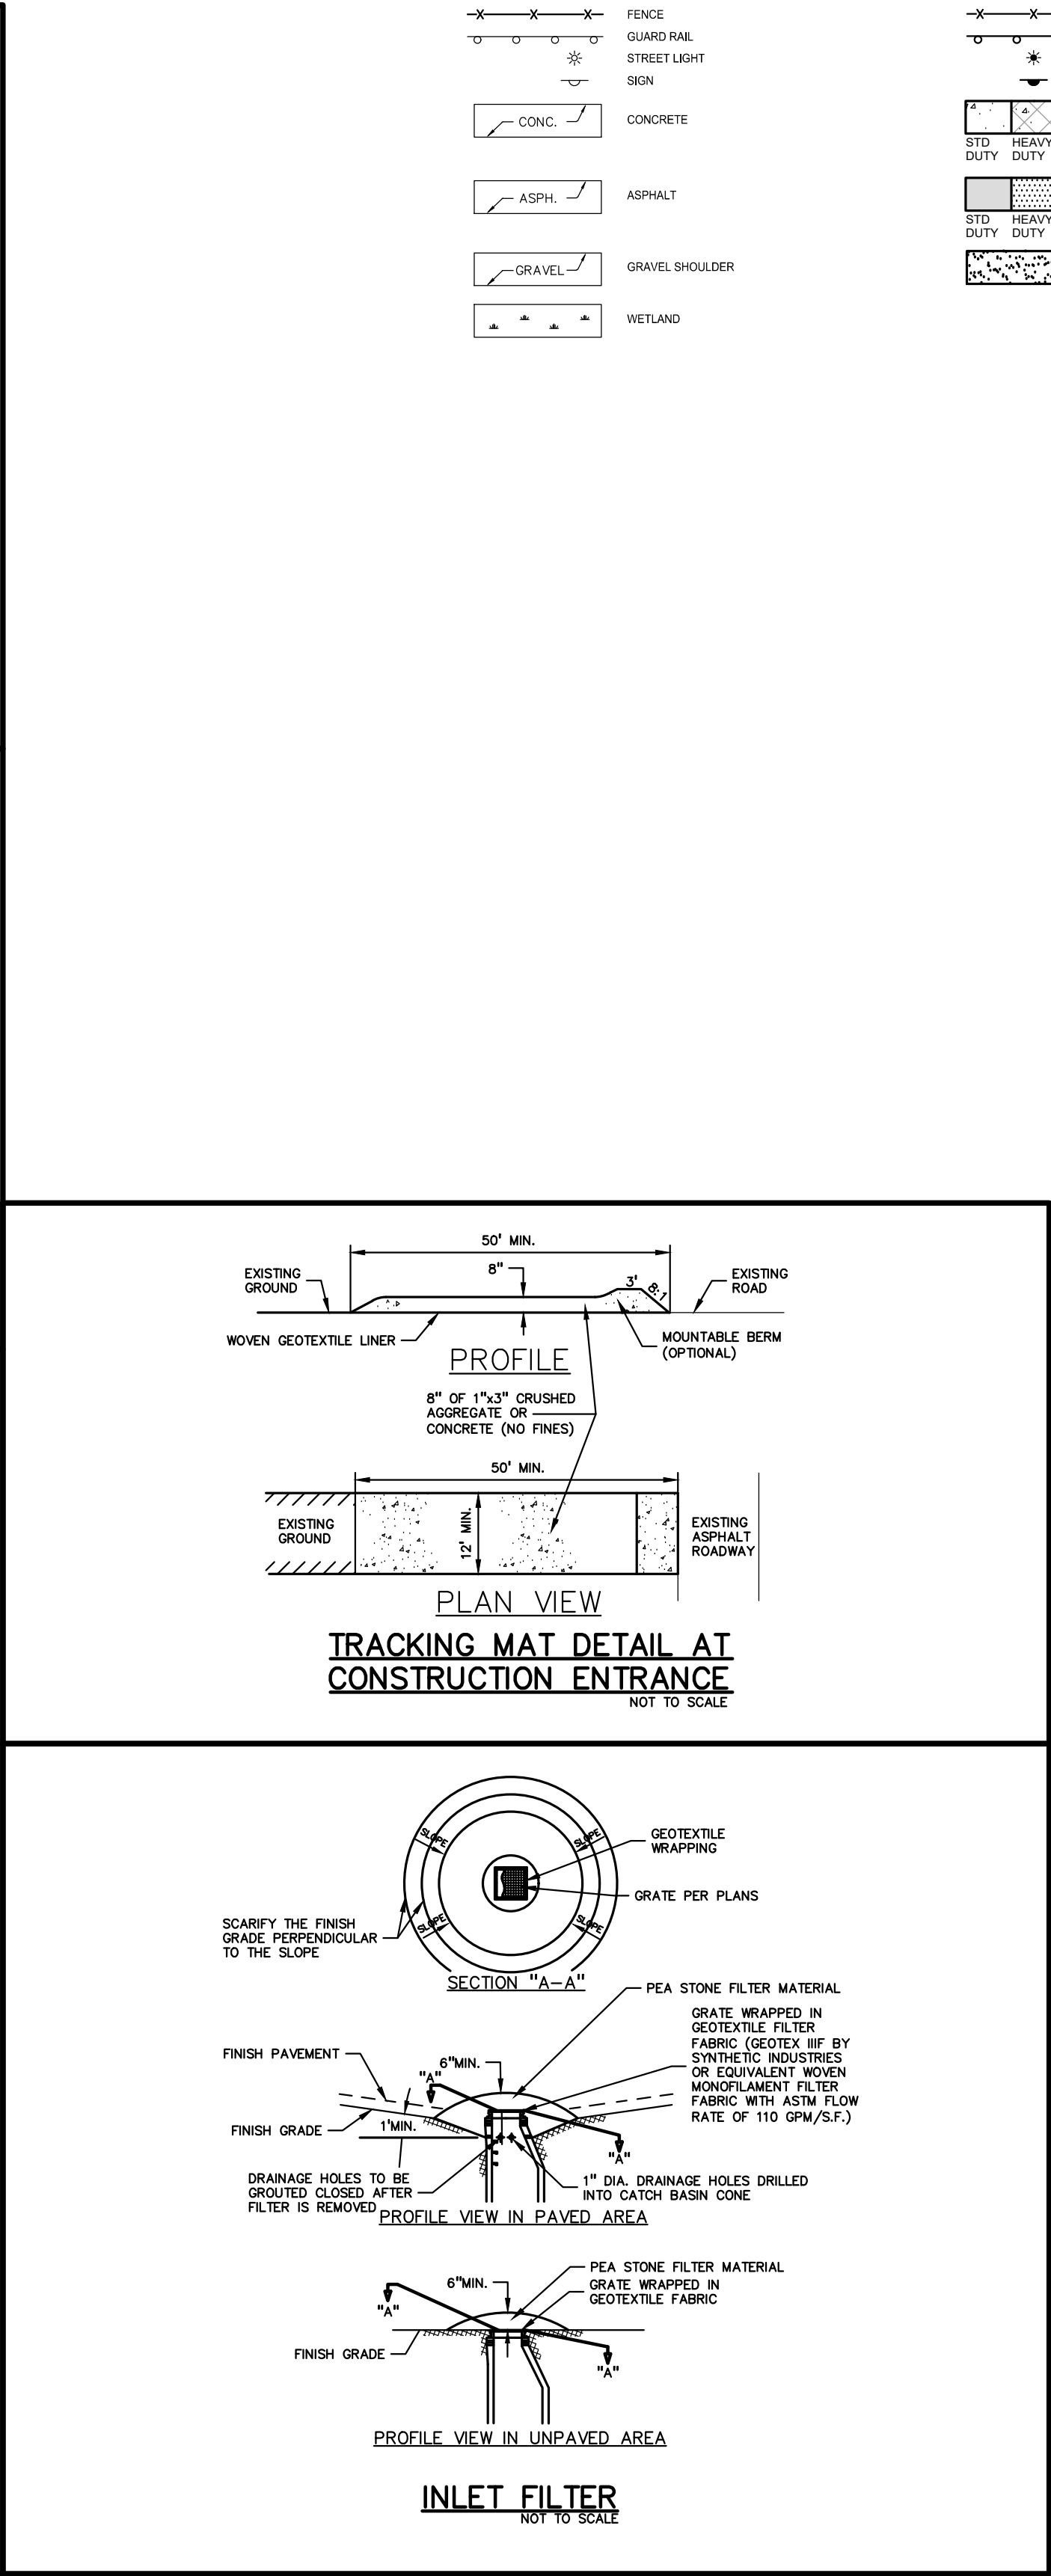 FENCE
GUARD RAIL
STREET LIGHT
SIGN
CONC.
CONCRETE
STD
DUTY
HEAVY
DUTY
ASPH.
ASPHALT
STD
DUTY
HEAVY
DUTY
GRAVEL
GRAVEL SHOULDER
WETLAND
50' MIN.
8"
3'
8:1
EXISTING
GROUND
EXISTING
ROAD
WOVEN GEOTEXTILE LINER
MOUNTABLE BERM
(OPTIONAL)
PROFILE
8" OF 1"x3" CRUSHED
AGGREGATE OR
CONCRETE (NO FINES)
50' MIN.
EXISTING
GROUND
12' MIN.
EXISTING
ASPHALT
ROADWAY
PLAN VIEW
TRACKING MAT DETAIL AT
CONSTRUCTION ENTRANCE
NOT TO SCALE
SLOPE
SLOPE
GEOTEXTILE
WRAPPING
GRATE PER PLANS
SCARIFY THE FINISH
GRADE PERPENDICULAR
TO THE SLOPE
SLOPE
SLOPE
SECTION "A-A"
PEA STONE FILTER MATERIAL
GRATE WRAPPED IN
GEOTEXTILE FILTER
FABRIC (GEOTEX IIIF BY
SYNTHETIC INDUSTRIES
OR EQUIVALENT WOVEN
MONOFILAMENT FILTER
FABRIC WITH ASTM FLOW
RATE OF 110 GPM/S.F.)
FINISH PAVEMENT
6"MIN.
"A"
FINISH GRADE
1'MIN.
"A"
DRAINAGE HOLES TO BE
GROUTED CLOSED AFTER
FILTER IS REMOVED
1" DIA. DRAINAGE HOLES DRILLED
INTO CATCH BASIN CONE
PROFILE VIEW IN PAVED AREA
PEA STONE FILTER MATERIAL
6"MIN.
GRATE WRAPPED IN
GEOTEXTILE FABRIC
"A"
FINISH GRADE
"A"
PROFILE VIEW IN UNPAVED AREA
INLET FILTER
NOT TO SCALE